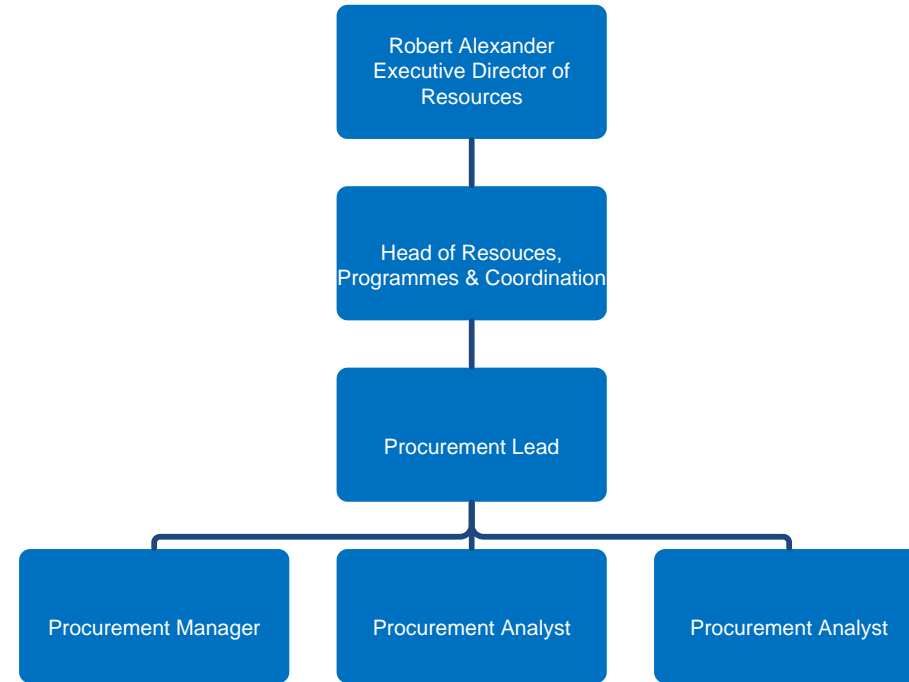 Robert Alexander
Executive Director of
Resources
Head of Resouces,
Programmes & Coordination
Procurement Lead
Procurement Manager
Procurement Analyst
Procurement Analyst